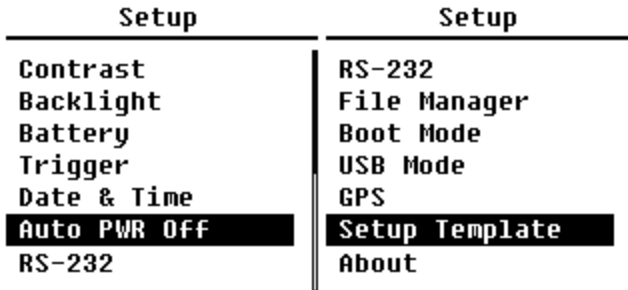 Setup
Contrast
Backlight
Battery
Trigger
Date & Time
Auto PWR Off
RS-232
Setup
RS-232
File Manager
Boot Mode
USB Mode
GPS
Setup Template
About